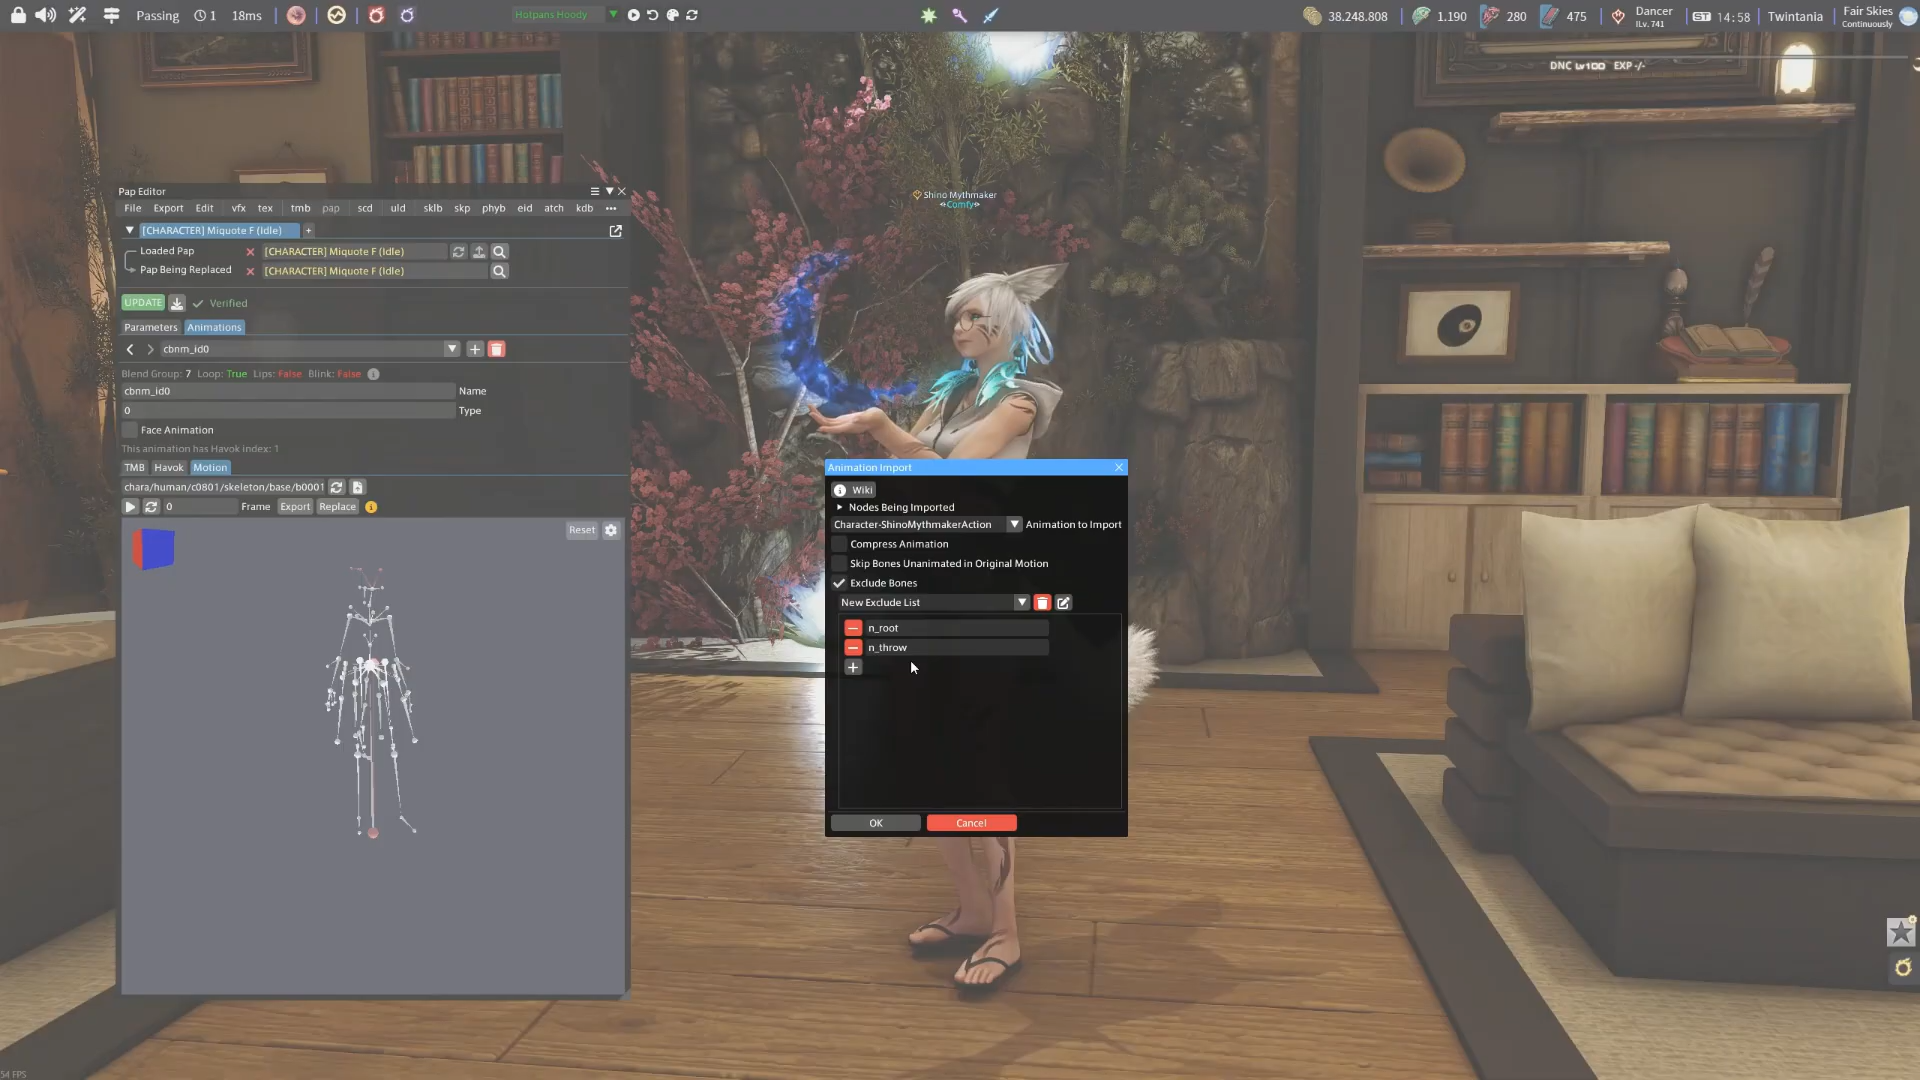 Passing 1 18ms Hotpans Hoody 38.248.808 1.190 280 475 Dancer Twintania Fair Skies
iLv. 741 ST 14:58 Continuously
DNC Lv100 EXP -/-
Pap Editor
File Export Edit vfx tex tmb pap scd uld sklb skp phyb eid atch kdb
[CHARACTER] Miquote F (Idle) +
Loaded Pap [CHARACTER] Miquote F (Idle)
Pap Being Replaced [CHARACTER] Miquote F (Idle)
UPDATE Verified
Parameters Animations
cbnm_id0
Blend Group: 7 Loop: True Lips: False Blink: False
cbnm_id0 Name
0 Type
Face Animation
This animation has Havok index: 1
TMB Havok Motion
chara/human/c0801/skeleton/base/b0001
0 Frame Export Replace
Reset
Shino Mythmaker
«Comfy»
Animation Import
Wiki
Nodes Being Imported
Character-ShinoMythmakerAction Animation to Import
Compress Animation
Skip Bones Unanimated in Original Motion
Exclude Bones
New Exclude List
n_root
n_throw
OK Cancel
54 FPS